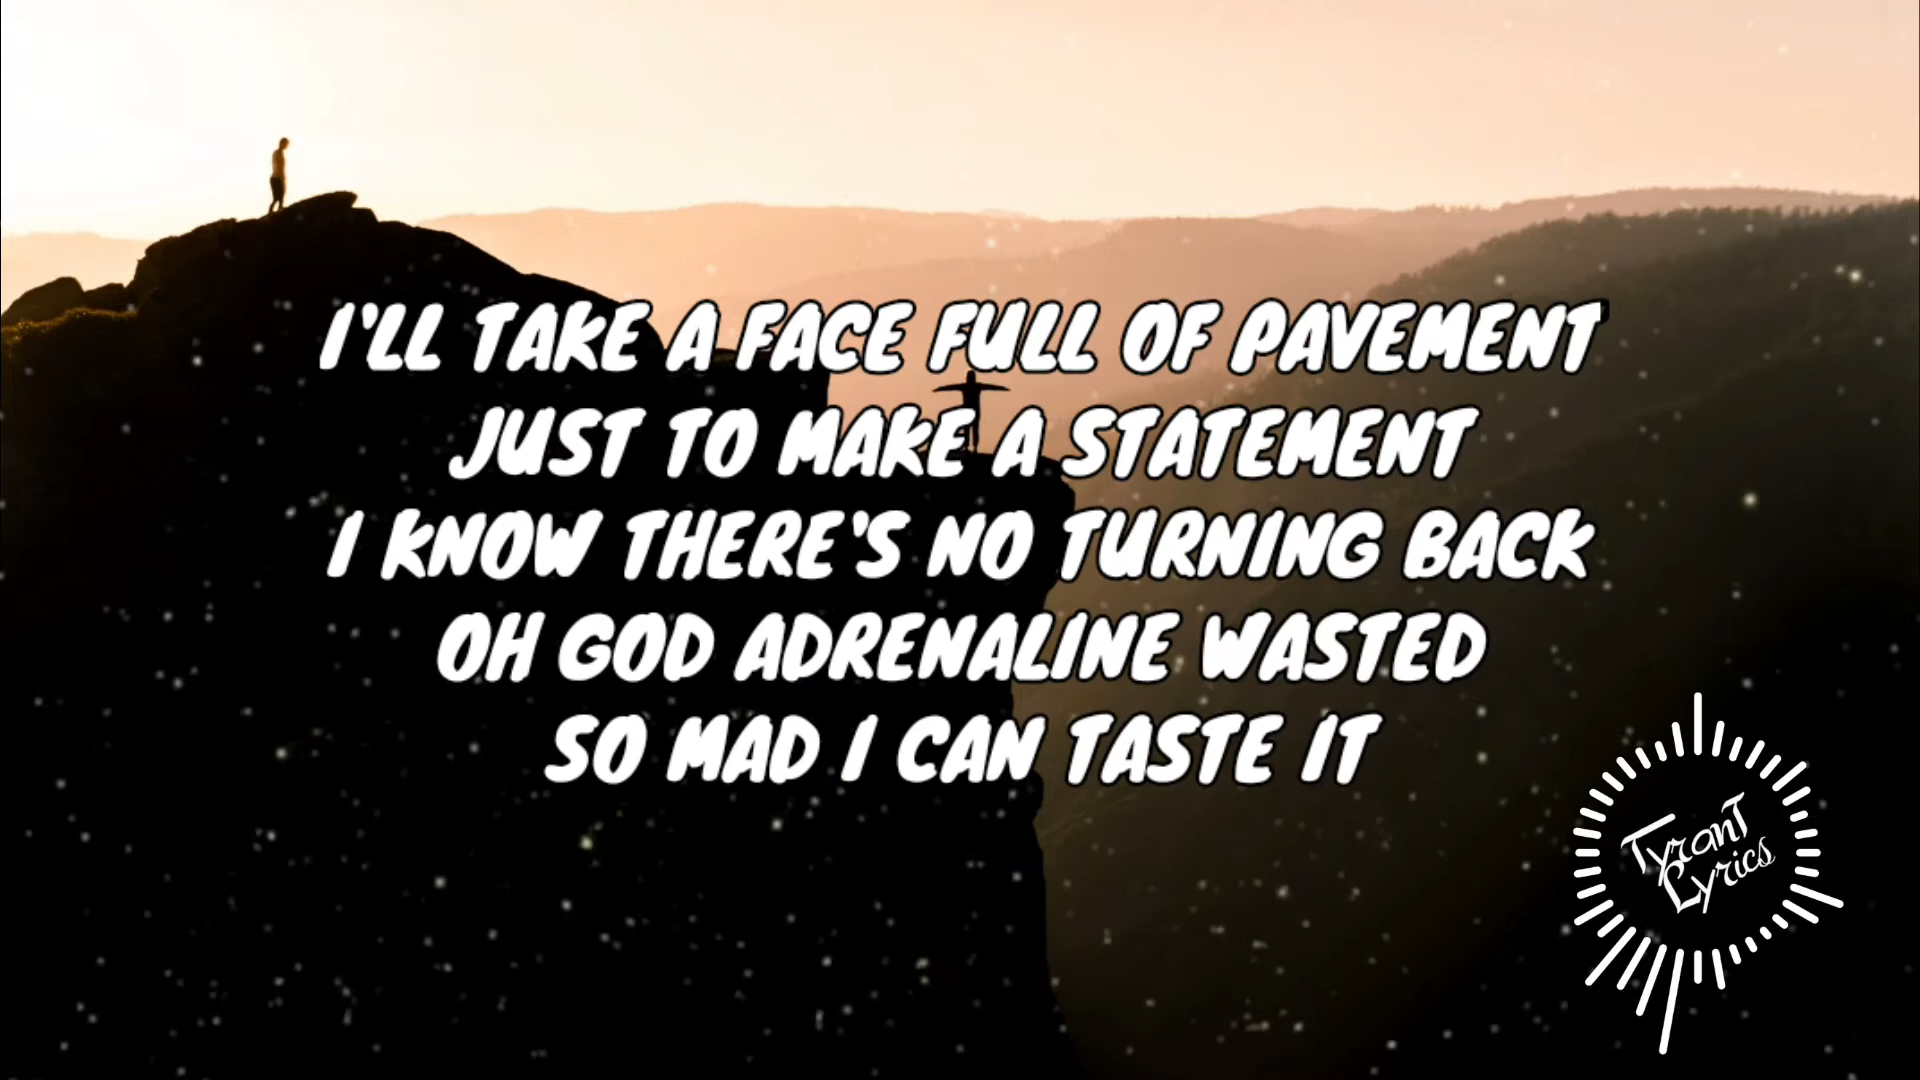 I'LL TAKE A FACE FULL OF PAVEMENT
JUST TO MAKE A STATEMENT
I KNOW THERE'S NO TURNING BACK
OH GOD ADRENALINE WASTED
SO MAD I CAN TASTE IT
TyranT
Lyrics